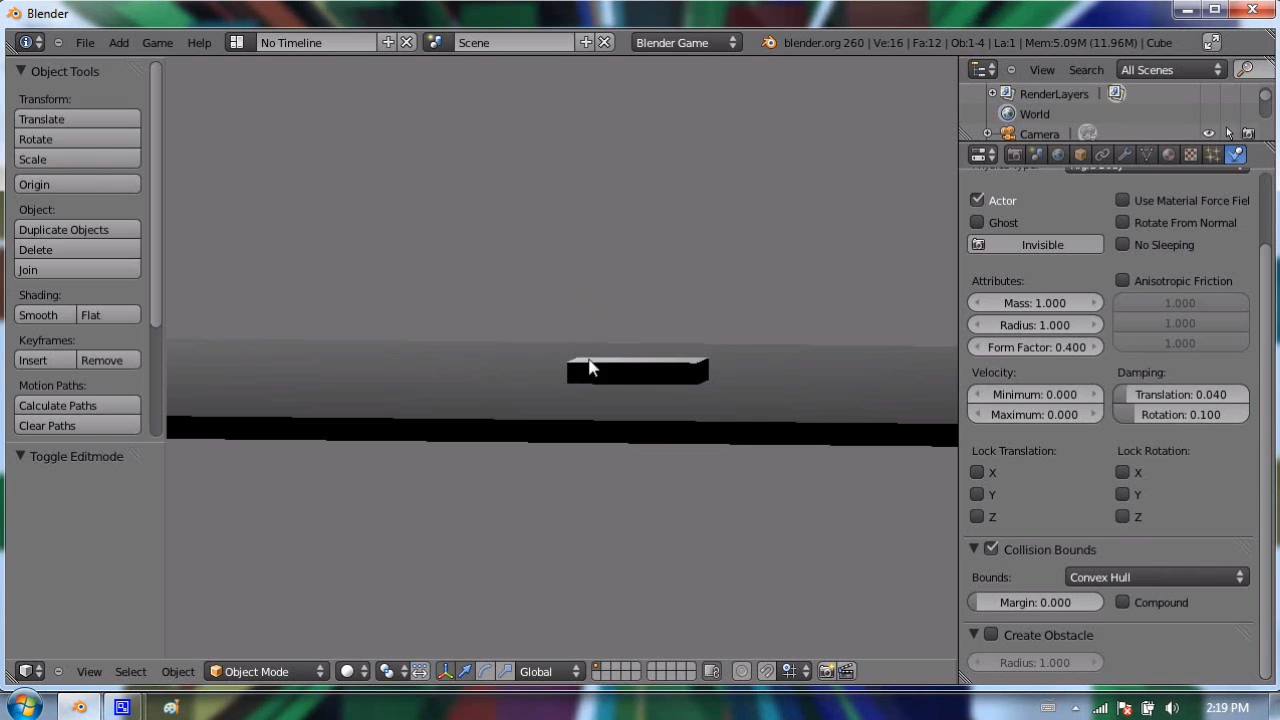 Blender
File Add Game Help No Timeline Scene Blender Game blender.org 260 | Ve:16 | Fa:12 | Ob:1-4 | La:1 | Mem:5.09M (11.96M) | Cube
Object Tools
Transform:
Translate
Rotate
Scale
Origin
Object:
Duplicate Objects
Delete
Join
Shading:
Smooth Flat
Keyframes:
Insert Remove
Motion Paths:
Calculate Paths
Clear Paths
Toggle Editmode
View Search All Scenes
RenderLayers |
World
Camera |
Actor Use Material Force Fiel
Ghost Rotate From Normal
Invisible No Sleeping
Attributes: Anisotropic Friction
Mass: 1.000 1.000
Radius: 1.000 1.000
Form Factor: 0.400 1.000
Velocity: Damping:
Minimum: 0.000 Translation: 0.040
Maximum: 0.000 Rotation: 0.100
Lock Translation: Lock Rotation:
X X
Y Y
Z Z
Collision Bounds
Bounds: Convex Hull
Margin: 0.000 Compound
Create Obstacle
Radius: 1.000
View Select Object Object Mode Global
2:19 PM